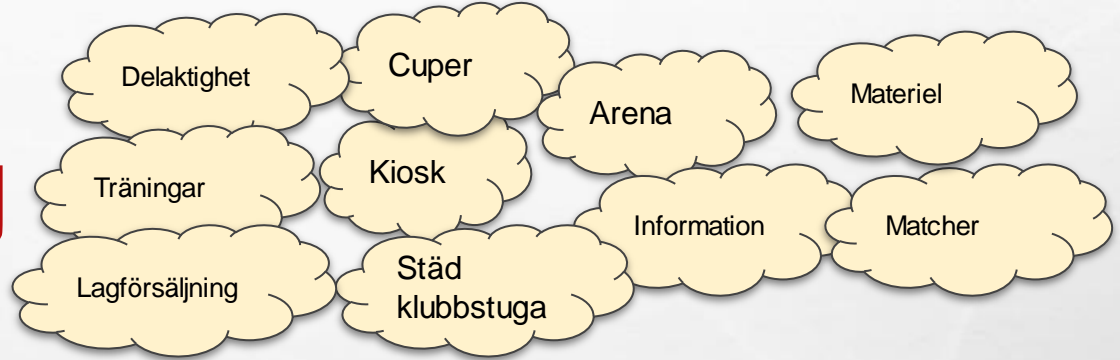 Delaktighet
Cuper
Arena
Materiel
Träningar
Kiosk
Information
Matcher
Lagförsäljning
Städ
klubbstuga